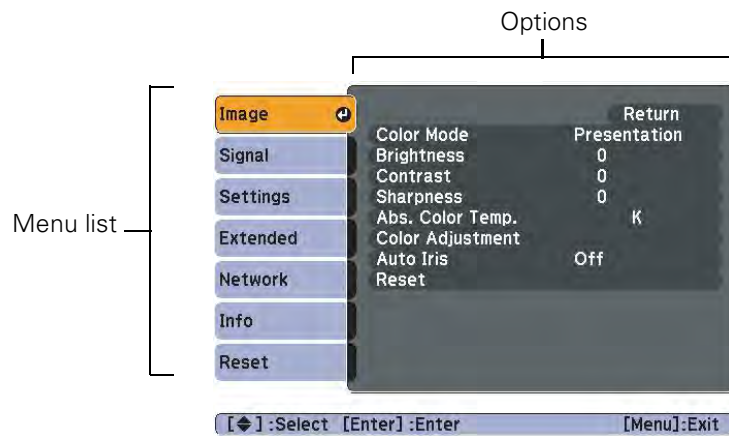 Options
Menu list
Image
Signal
Settings
Extended
Network
Info
Reset
Return
Color Mode Presentation
Brightness 0
Contrast 0
Sharpness 0
Abs. Color Temp. K
Color Adjustment
Auto Iris Off
Reset
[◆]:Select [Enter]:Enter [Menu]:Exit